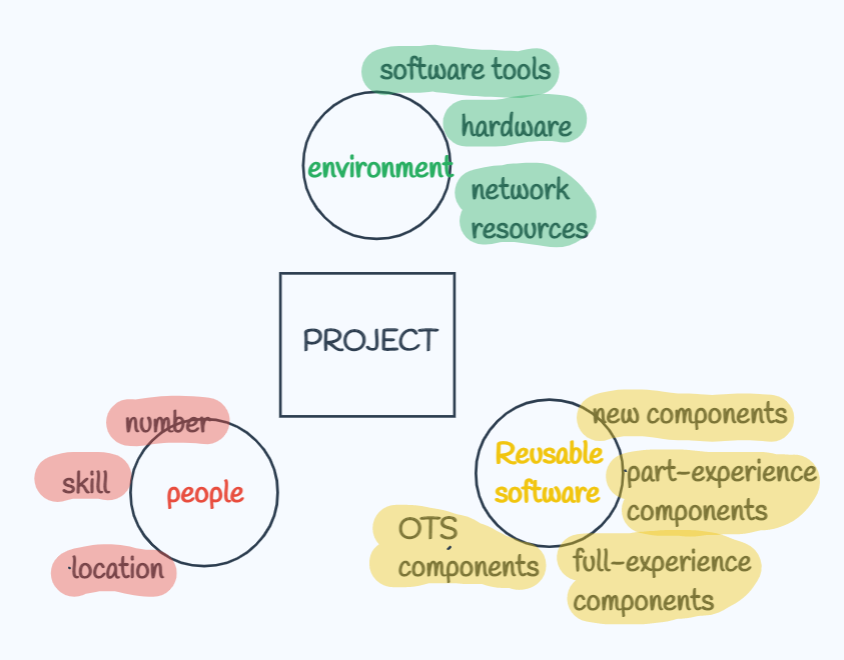 software tools
hardware
environment
network
resources
PROJECT
number
skill
people
location
new components
Reusable
software
part-experience
components
OTS
components
full-experience
components